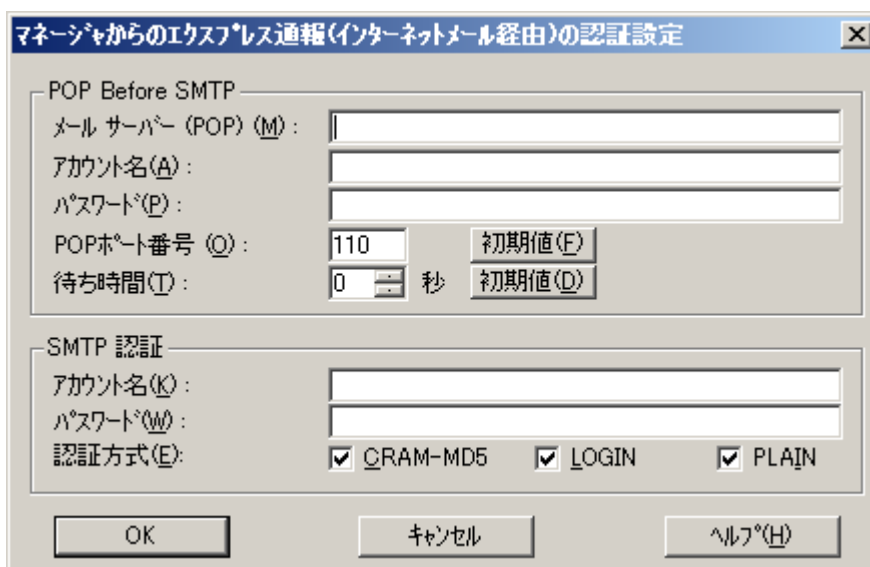 マネージャからのエクスプレス通報(インターネットメール経由)の認証設定
POP Before SMTP
メール サーバー (POP) (M) :
アカウント名(A) :
パスワード(P) :
POPポート番号 (O) : 110 初期値(F)
待ち時間(T) : 0 秒 初期値(D)
SMTP 認証
アカウント名(K) :
パスワード(W) :
認証方式(E): CRAM-MD5 LOGIN PLAIN
OK キャンセル ヘルプ(H)